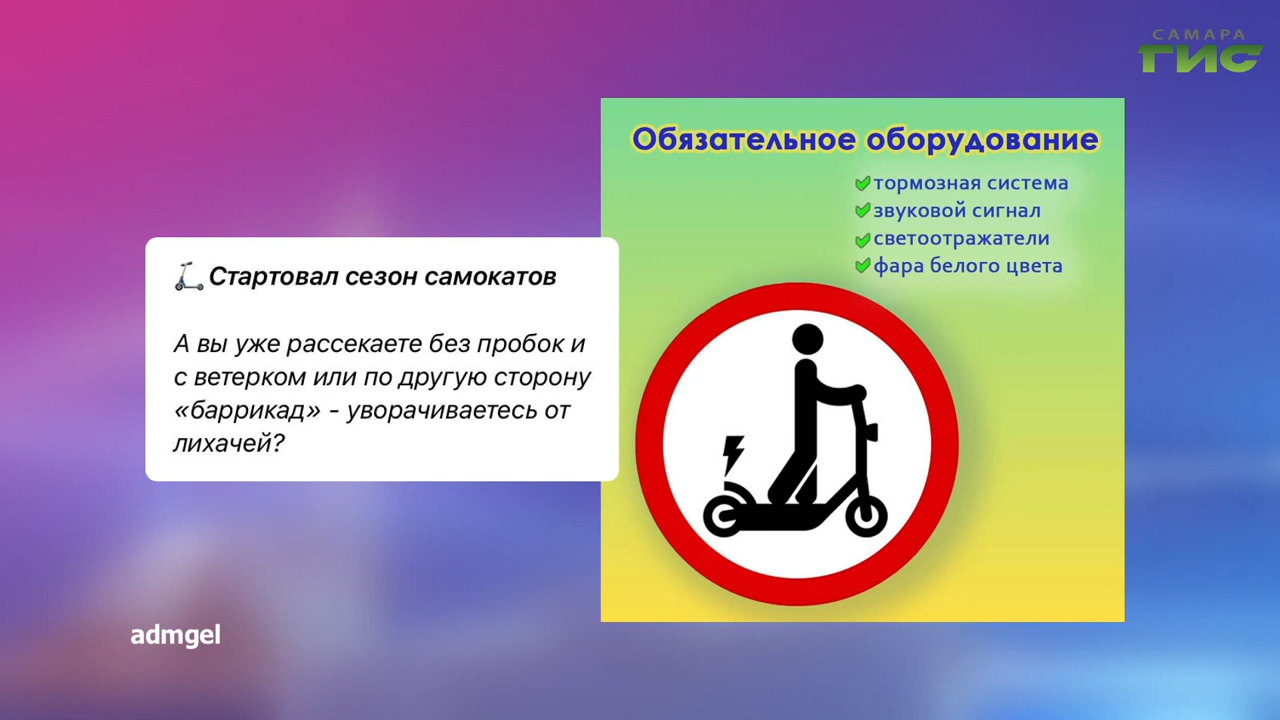 САМАРА
ГИС
Обязательное оборудование
тормозная система
звуковой сигнал
светоотражатели
фара белого цвета
Стартовал сезон самокатов
А вы уже рассекаете без пробок и
с ветерком или по другую сторону
«баррикад» - уворачиваетесь от
лихачей?
admgel